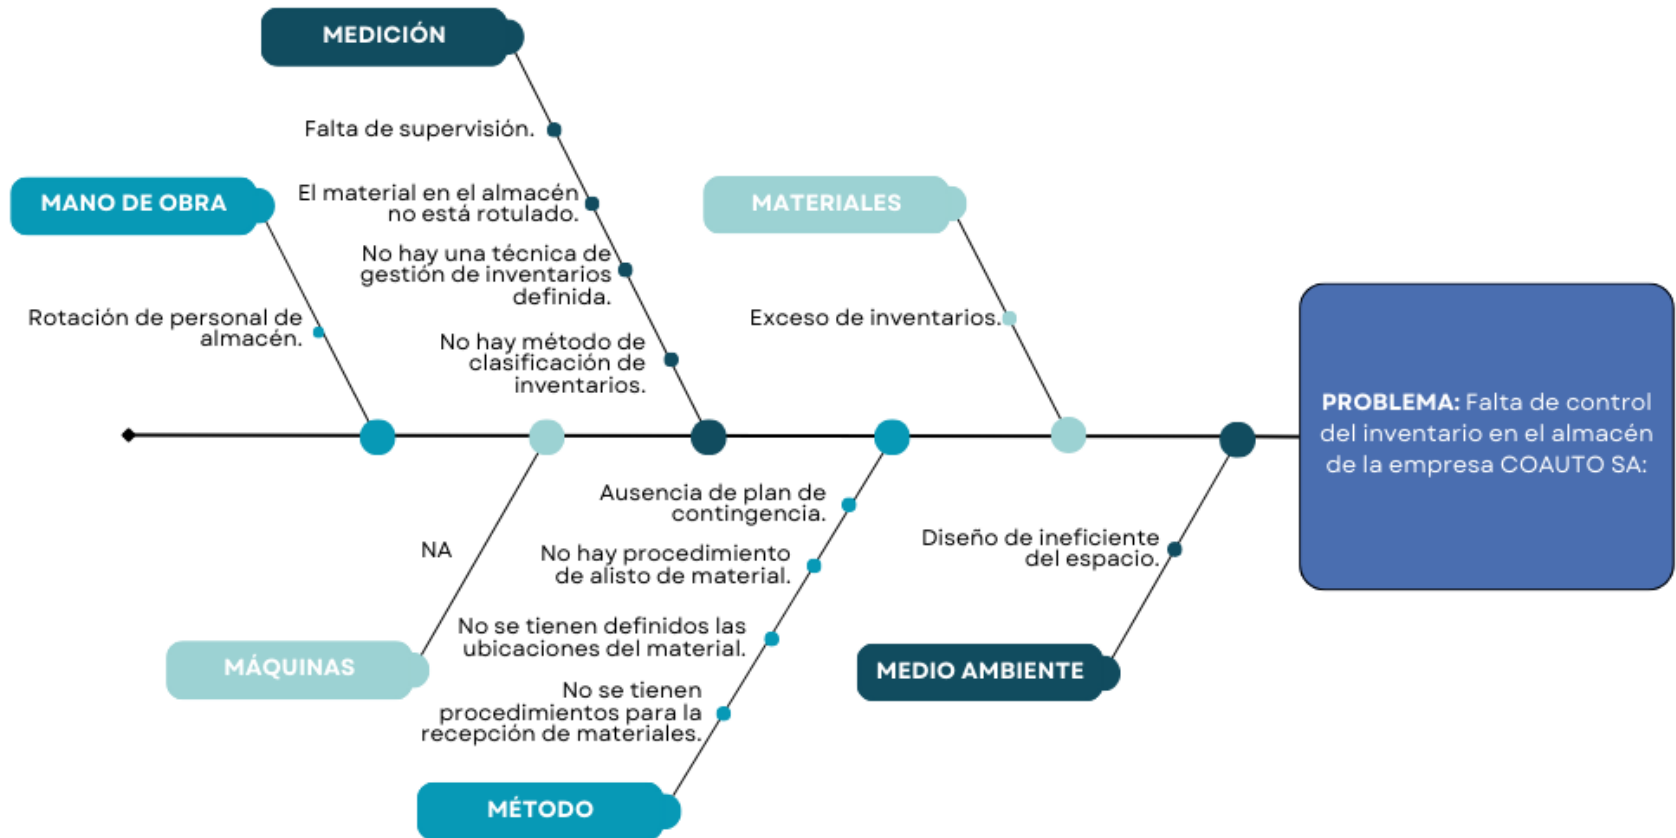 MEDICIÓN
Falta de supervisión.
El material en el almacén
no está rotulado.
No hay una técnica de
gestión de inventarios
definida.
No hay método de
clasificación de
inventarios.
MANO DE OBRA
Rotación de personal de
almacén.
MATERIALES
Exceso de inventarios.
PROBLEMA: Falta de control
del inventario en el almacén
de la empresa COAUTO SA:
NA
MÁQUINAS
Ausencia de plan de
contingencia.
No hay procedimiento
de alisto de material.
No se tienen definidos las
ubicaciones del material.
No se tienen
procedimientos para la
recepción de materiales.
MÉTODO
Diseño de ineficiente
del espacio.
MEDIO AMBIENTE